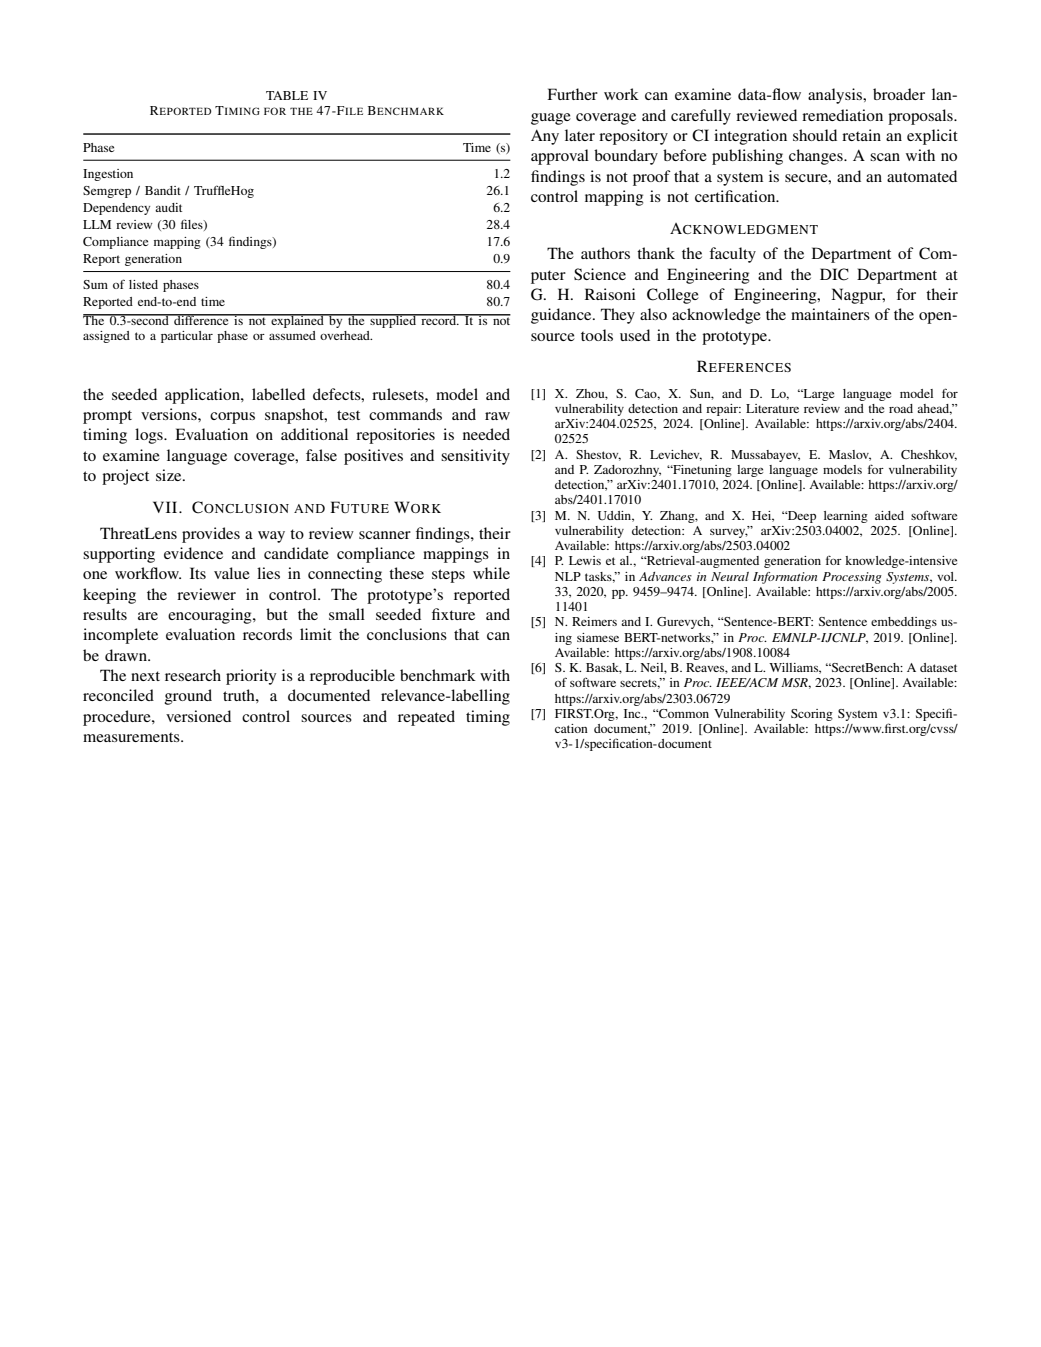 TABLE IV
REPORTED TIMING FOR THE 47-FILE BENCHMARK
Phase Time (s)
Ingestion 1.2
Semgrep / Bandit / TruffleHog 26.1
Dependency audit 6.2
LLM review (30 files) 28.4
Compliance mapping (34 findings) 17.6
Report generation 0.9
Sum of listed phases 80.4
Reported end-to-end time 80.7
The 0.3-second difference is not explained by the supplied record. It is not
assigned to a particular phase or assumed overhead.
the seeded application, labelled defects, rulesets, model and
prompt versions, corpus snapshot, test commands and raw
timing logs. Evaluation on additional repositories is needed
to examine language coverage, false positives and sensitivity
to project size.
VII. CONCLUSION AND FUTURE WORK
ThreatLens provides a way to review scanner findings, their
supporting evidence and candidate compliance mappings in
one workflow. Its value lies in connecting these steps while
keeping the reviewer in control. The prototype's reported
results are encouraging, but the small seeded fixture and
incomplete evaluation records limit the conclusions that can
be drawn.
The next research priority is a reproducible benchmark with
reconciled ground truth, a documented relevance-labelling
procedure, versioned control sources and repeated timing
measurements.
Further work can examine data-flow analysis, broader lan-
guage coverage and carefully reviewed remediation proposals.
Any later repository or CI integration should retain an explicit
approval boundary before publishing changes. A scan with no
findings is not proof that a system is secure, and an automated
control mapping is not certification.
ACKNOWLEDGMENT
The authors thank the faculty of the Department of Com-
puter Science and Engineering and the DIC Department at
G. H. Raisoni College of Engineering, Nagpur, for their
guidance. They also acknowledge the maintainers of the open-
source tools used in the prototype.
REFERENCES
[1] X. Zhou, S. Cao, X. Sun, and D. Lo, “Large language model for
vulnerability detection and repair: Literature review and the road ahead,”
arXiv:2404.02525, 2024. [Online]. Available: https://arxiv.org/abs/2404.
02525
[2] A. Shestov, R. Levichev, R. Mussabayev, E. Maslov, A. Cheshkov,
and P. Zadorozhny, “Finetuning large language models for vulnerability
detection,” arXiv:2401.17010, 2024. [Online]. Available: https://arxiv.org/
abs/2401.17010
[3] M. N. Uddin, Y. Zhang, and X. Hei, “Deep learning aided software
vulnerability detection: A survey,” arXiv:2503.04002, 2025. [Online].
Available: https://arxiv.org/abs/2503.04002
[4] P. Lewis et al., “Retrieval-augmented generation for knowledge-intensive
NLP tasks,” in Advances in Neural Information Processing Systems, vol.
33, 2020, pp. 9459–9474. [Online]. Available: https://arxiv.org/abs/2005.
11401
[5] N. Reimers and I. Gurevych, “Sentence-BERT: Sentence embeddings us-
ing siamese BERT-networks,” in Proc. EMNLP-IJCNLP, 2019. [Online].
Available: https://arxiv.org/abs/1908.10084
[6] S. K. Basak, L. Neil, B. Reaves, and L. Williams, “SecretBench: A dataset
of software secrets,” in Proc. IEEE/ACM MSR, 2023. [Online]. Available:
https://arxiv.org/abs/2303.06729
[7] FIRST.Org, Inc., “Common Vulnerability Scoring System v3.1: Specifi-
cation document,” 2019. [Online]. Available: https://www.first.org/cvss/
v3-1/specification-document